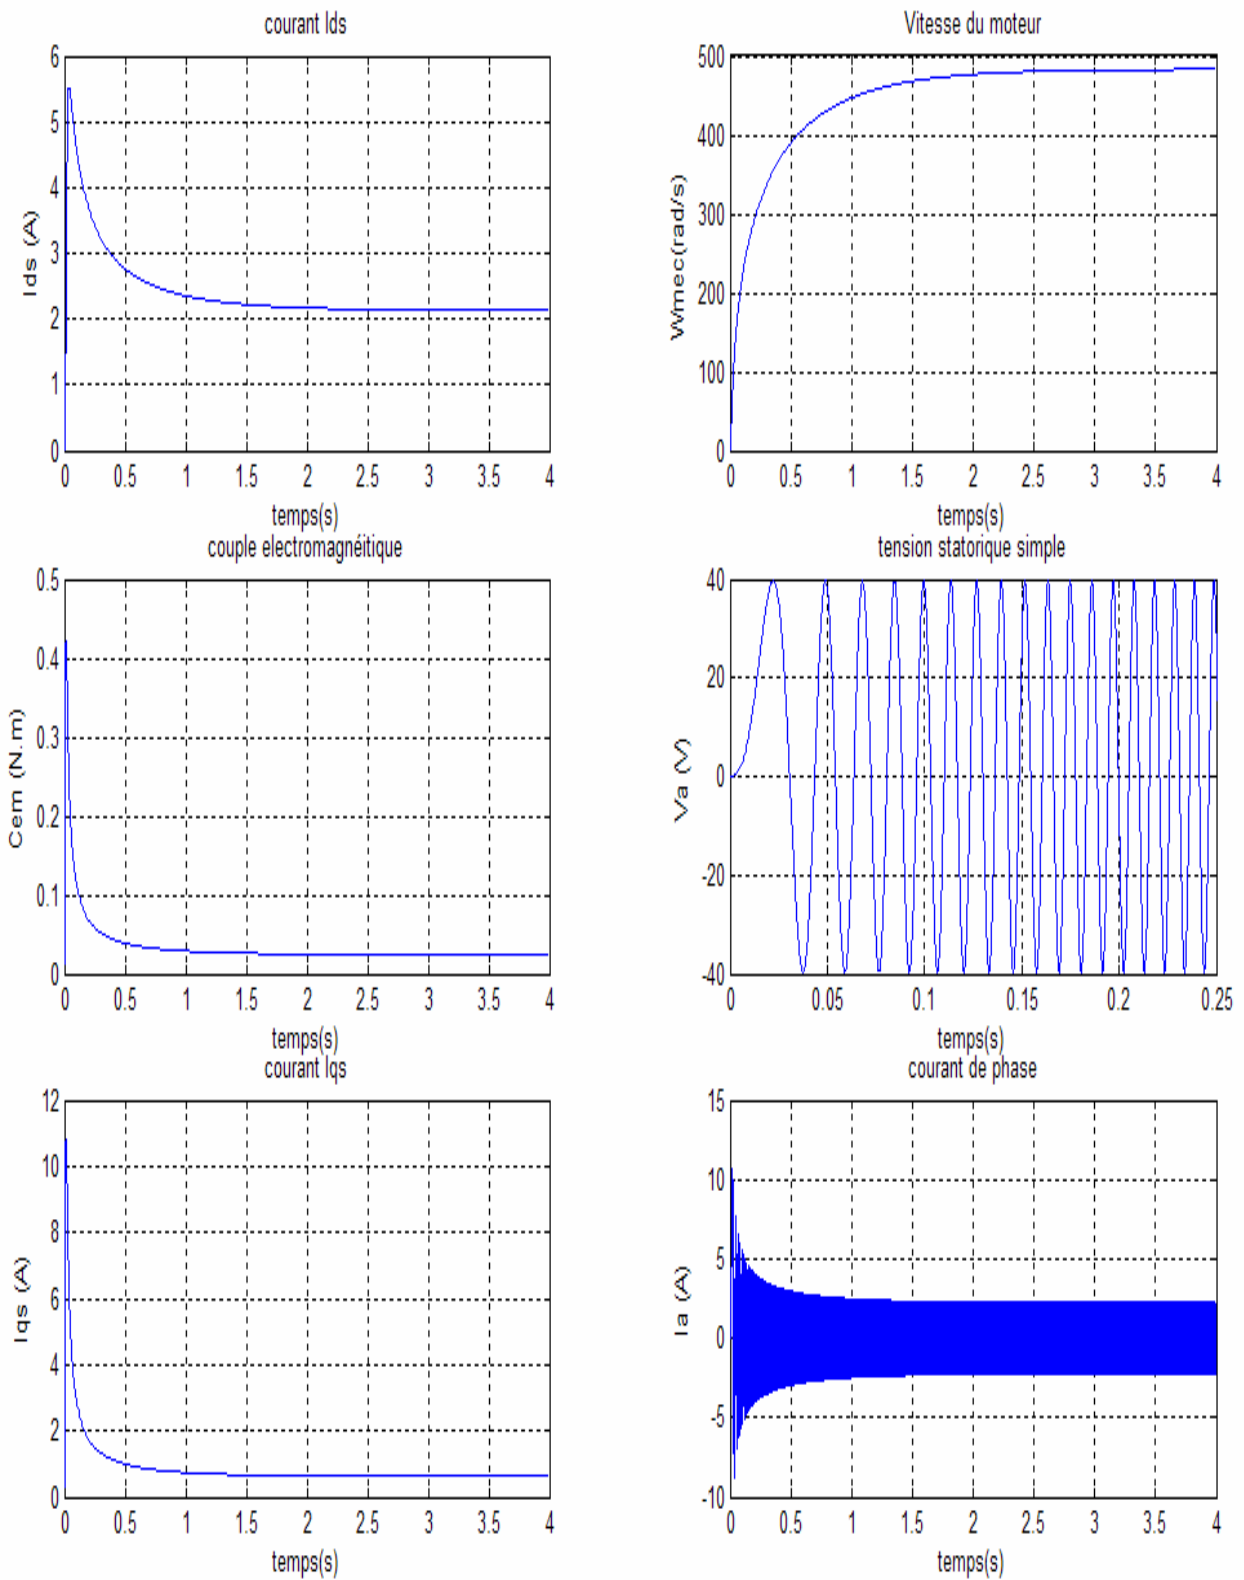 courant Ids
6
5
4
3
2
1
0
Ids (A)
0 0.5 1 1.5 2 2.5 3 3.5 4
temps(s)
Vitesse du moteur
500
400
300
200
100
0
Wmec(rad/s)
0 0.5 1 1.5 2 2.5 3 3.5 4
temps(s)
couple electromagnéitique
0.5
0.4
0.3
0.2
0.1
0
Cem (N.m)
0 0.5 1 1.5 2 2.5 3 3.5 4
temps(s)
tension statorique simple
40
20
0
-20
-40
Va (V)
0 0.05 0.1 0.15 0.2 0.25
temps(s)
courant Iqs
12
10
8
6
4
2
0
Iqs (A)
0 0.5 1 1.5 2 2.5 3 3.5 4
temps(s)
courant de phase
15
10
5
0
-5
-10
Ia (A)
0 0.5 1 1.5 2 2.5 3 3.5 4
temps(s)